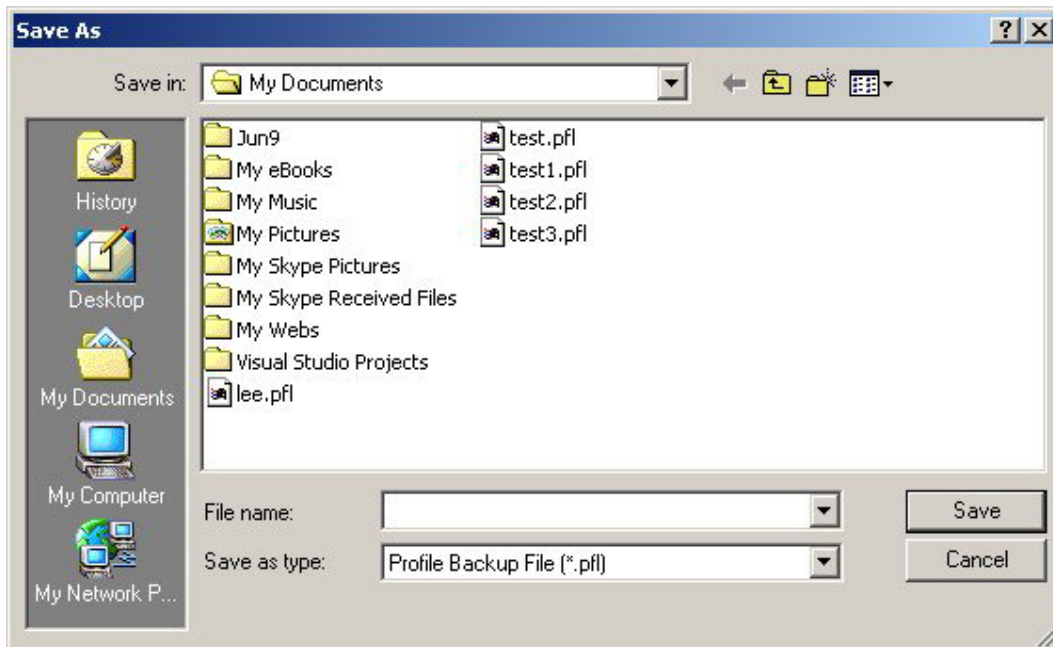 Save As
Save in:
My Documents
History
Desktop
My Documents
My Computer
My Network P...
Jun9
My eBooks
My Music
My Pictures
My Skype Pictures
My Skype Received Files
My Webs
Visual Studio Projects
lee.pfl
test.pfl
test1.pfl
test2.pfl
test3.pfl
File name:
Save
Save as type:
Profile Backup File (*.pfl)
Cancel